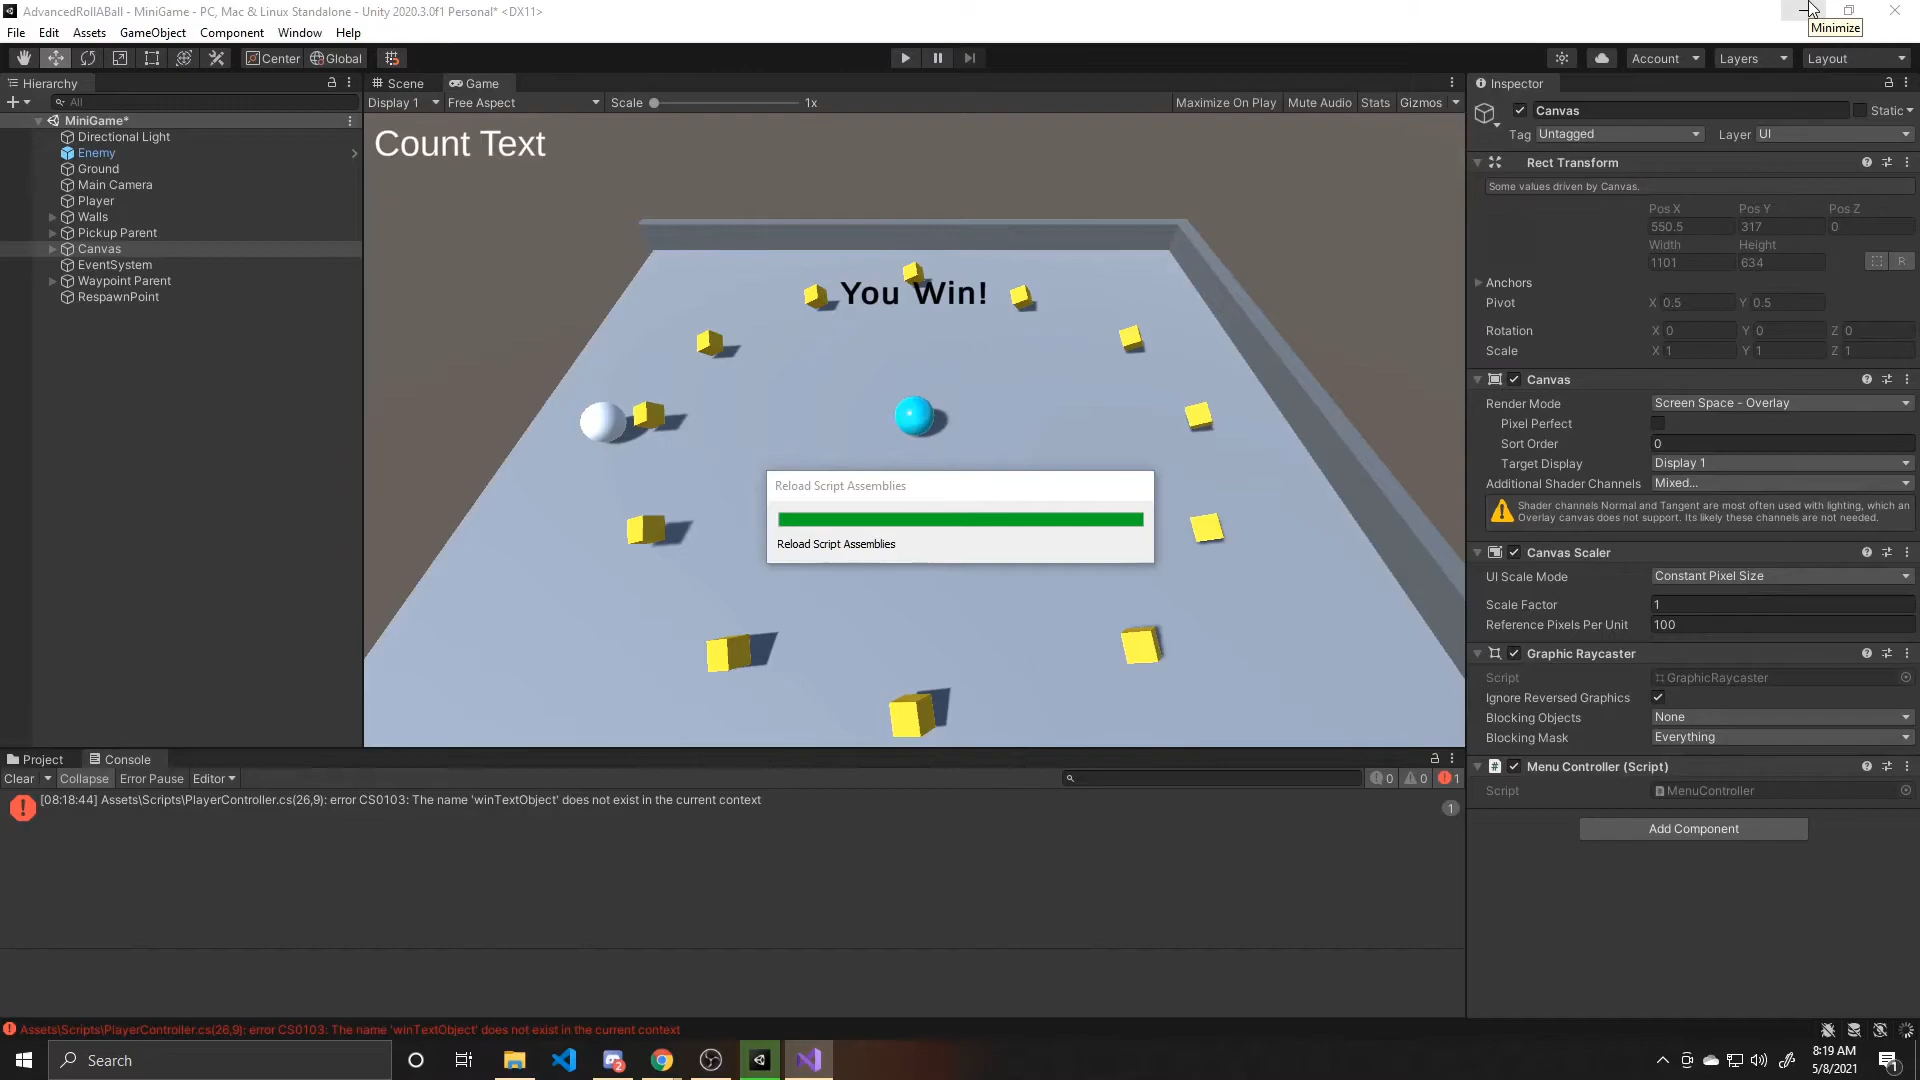 AdvancedRollABall - MiniGame - PC, Mac & Linux Standalone - Unity 2020.3.0f1 Personal* <DX11>
Minimize
File Edit Assets GameObject Component Window Help
Center Global
Account Layers Layout
Hierarchy
All
MiniGame*
Directional Light
Enemy
Ground
Main Camera
Player
Walls
Pickup Parent
Canvas
EventSystem
Waypoint Parent
RespawnPoint
Scene Game
Display 1 Free Aspect Scale 1x Maximize On Play Mute Audio Stats Gizmos
Count Text
You Win!
Reload Script Assemblies
Reload Script Assemblies
Inspector
Canvas Static
Tag Untagged Layer UI
Rect Transform
Some values driven by Canvas.
Pos X Pos Y Pos Z
550.5 317 0
Width Height
1101 634 R
Anchors
Pivot X 0.5 Y 0.5
Rotation X 0 Y 0 Z 0
Scale X 1 Y 1 Z 1
Canvas
Render Mode Screen Space - Overlay
Pixel Perfect
Sort Order 0
Target Display Display 1
Additional Shader Channels Mixed...
Shader channels Normal and Tangent are most often used with lighting, which an
Overlay canvas does not support. Its likely these channels are not needed.
Canvas Scaler
UI Scale Mode Constant Pixel Size
Scale Factor 1
Reference Pixels Per Unit 100
Graphic Raycaster
Script GraphicRaycaster
Ignore Reversed Graphics
Blocking Objects None
Blocking Mask Everything
Menu Controller (Script)
Script MenuController
Add Component
Project Console
Clear Collapse Error Pause Editor 0 0 1
[08:18:44] Assets\Scripts\PlayerController.cs(26,9): error CS0103: The name 'winTextObject' does not exist in the current context
1
Assets\Scripts\PlayerController.cs(26,9): error CS0103: The name 'winTextObject' does not exist in the current context
Search
2
8:19 AM
5/8/2021
1